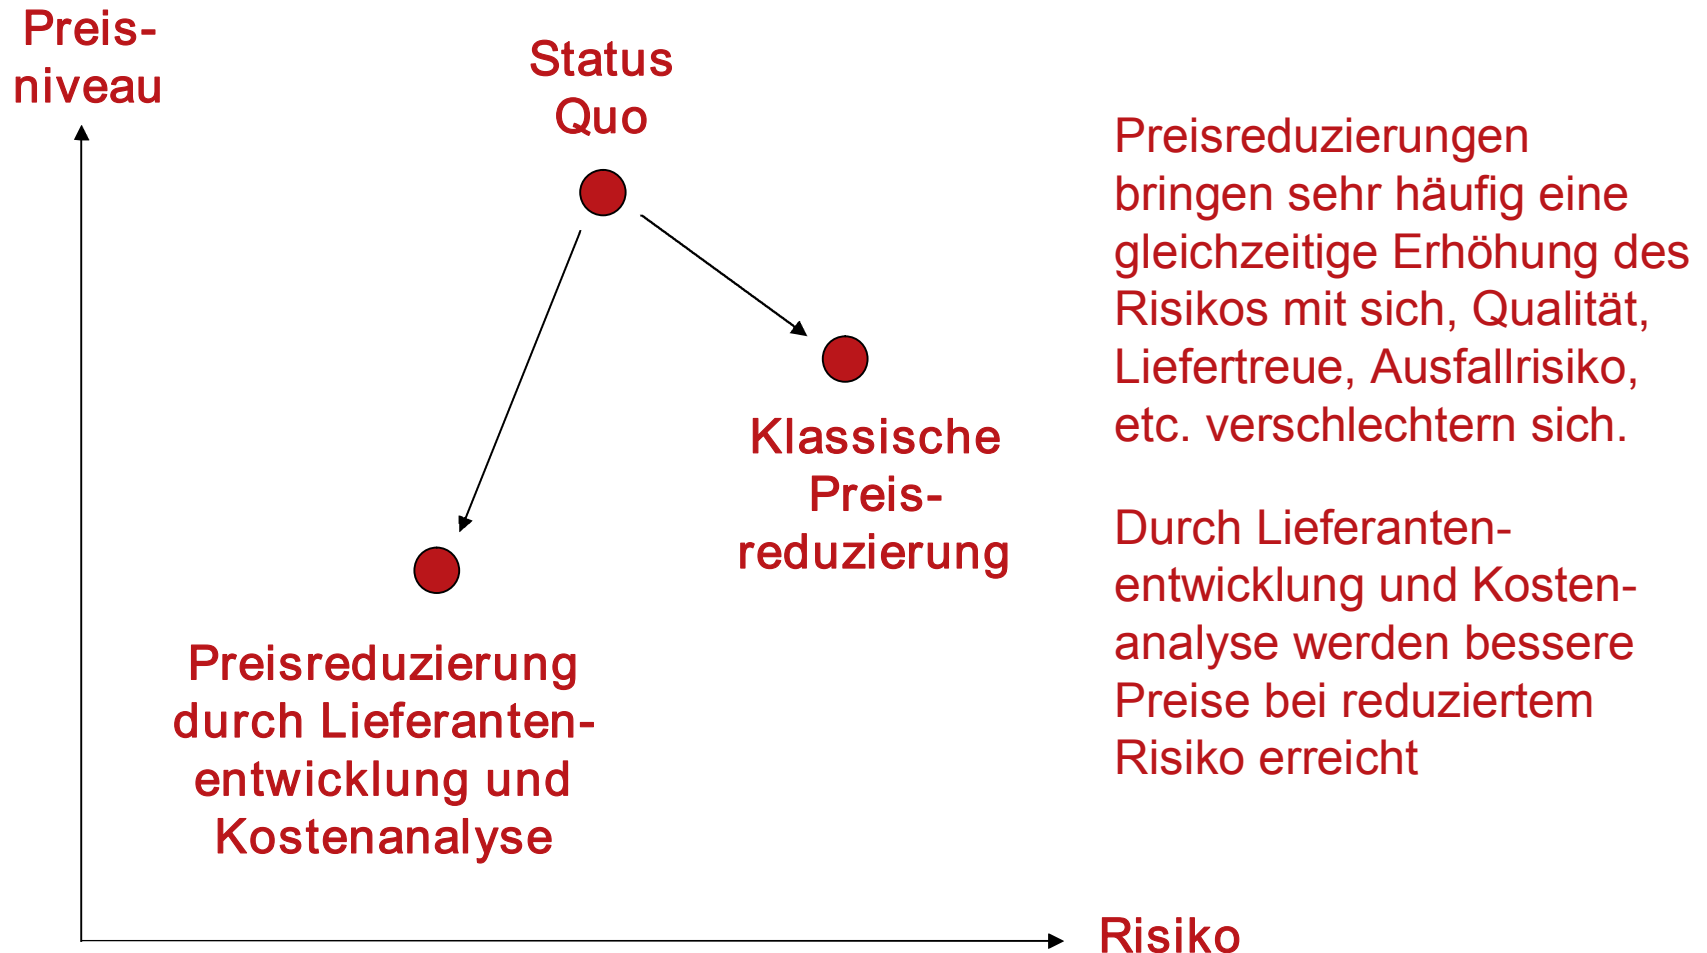 Preis-
niveau
Status
Quo
Klassische
Preis-
reduzierung
Preisreduzierung
durch Lieferanten-
entwicklung und
Kostenanalyse
Risiko
Preisreduzierungen
bringen sehr häufig eine
gleichzeitige Erhöhung des
Risikos mit sich, Qualität,
Liefertreue, Ausfallrisiko,
etc. verschlechtern sich.
Durch Lieferanten-
entwicklung und Kosten-
analyse werden bessere
Preise bei reduziertem
Risiko erreicht